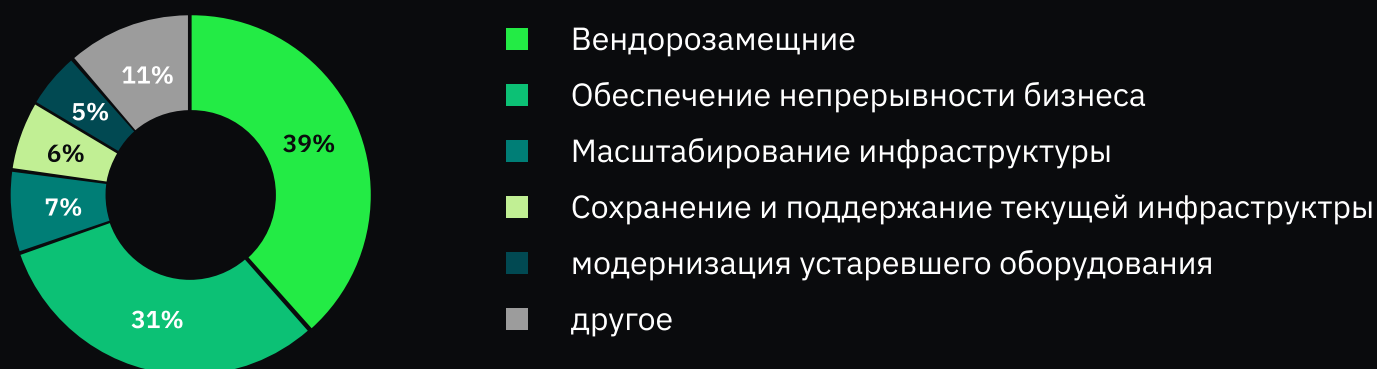 11%
5%
6%
7%
31%
39%
Вендорозамещние
Обеспечение непрерывности бизнеса
Масштабирование инфраструктуры
Сохранение и поддержание текущей инфраструктры
модернизация устаревшего оборудования
другое